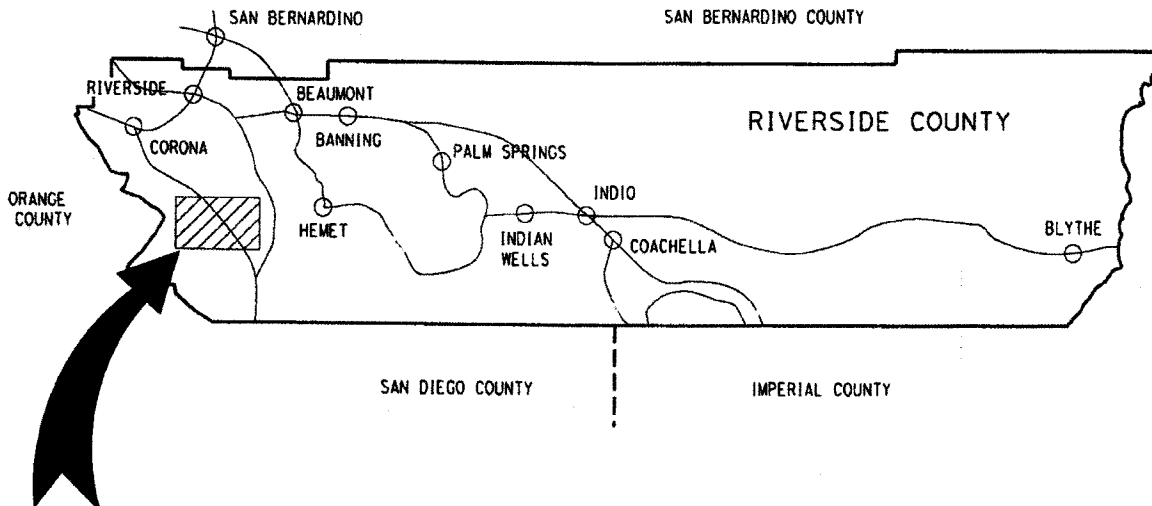 SAN BERNARDINO
SAN BERNARDINO COUNTY
RIVERSIDE
BEAUMONT
RIVERSIDE COUNTY
CORONA
BANNING
PALM SPRINGS
ORANGE
COUNTY
INDIO
HEMET
INDIAN
WELLS
COACHELLA
BLYTHE
SAN DIEGO COUNTY
IMPERIAL COUNTY